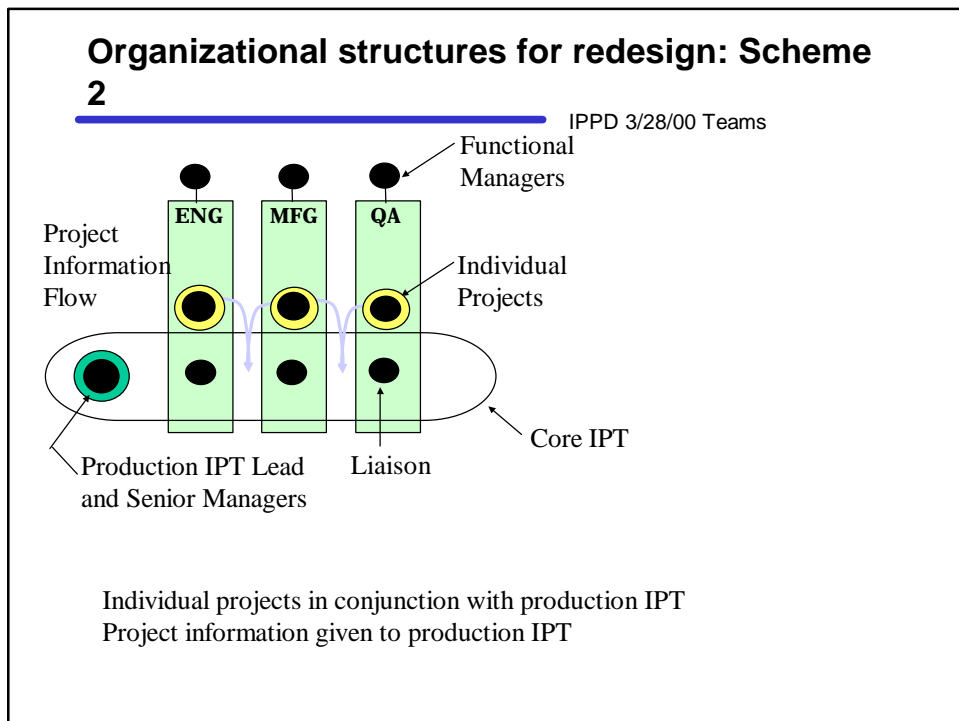 Organizational structures for redesign: Scheme
2
IPPD 3/28/00 Teams
Functional
Managers
ENG
MFG
QA
Project
Information
Flow
Individual
Projects
Core IPT
Production IPT Lead
and Senior Managers
Liaison
Individual projects in conjunction with production IPT
Project information given to production IPT